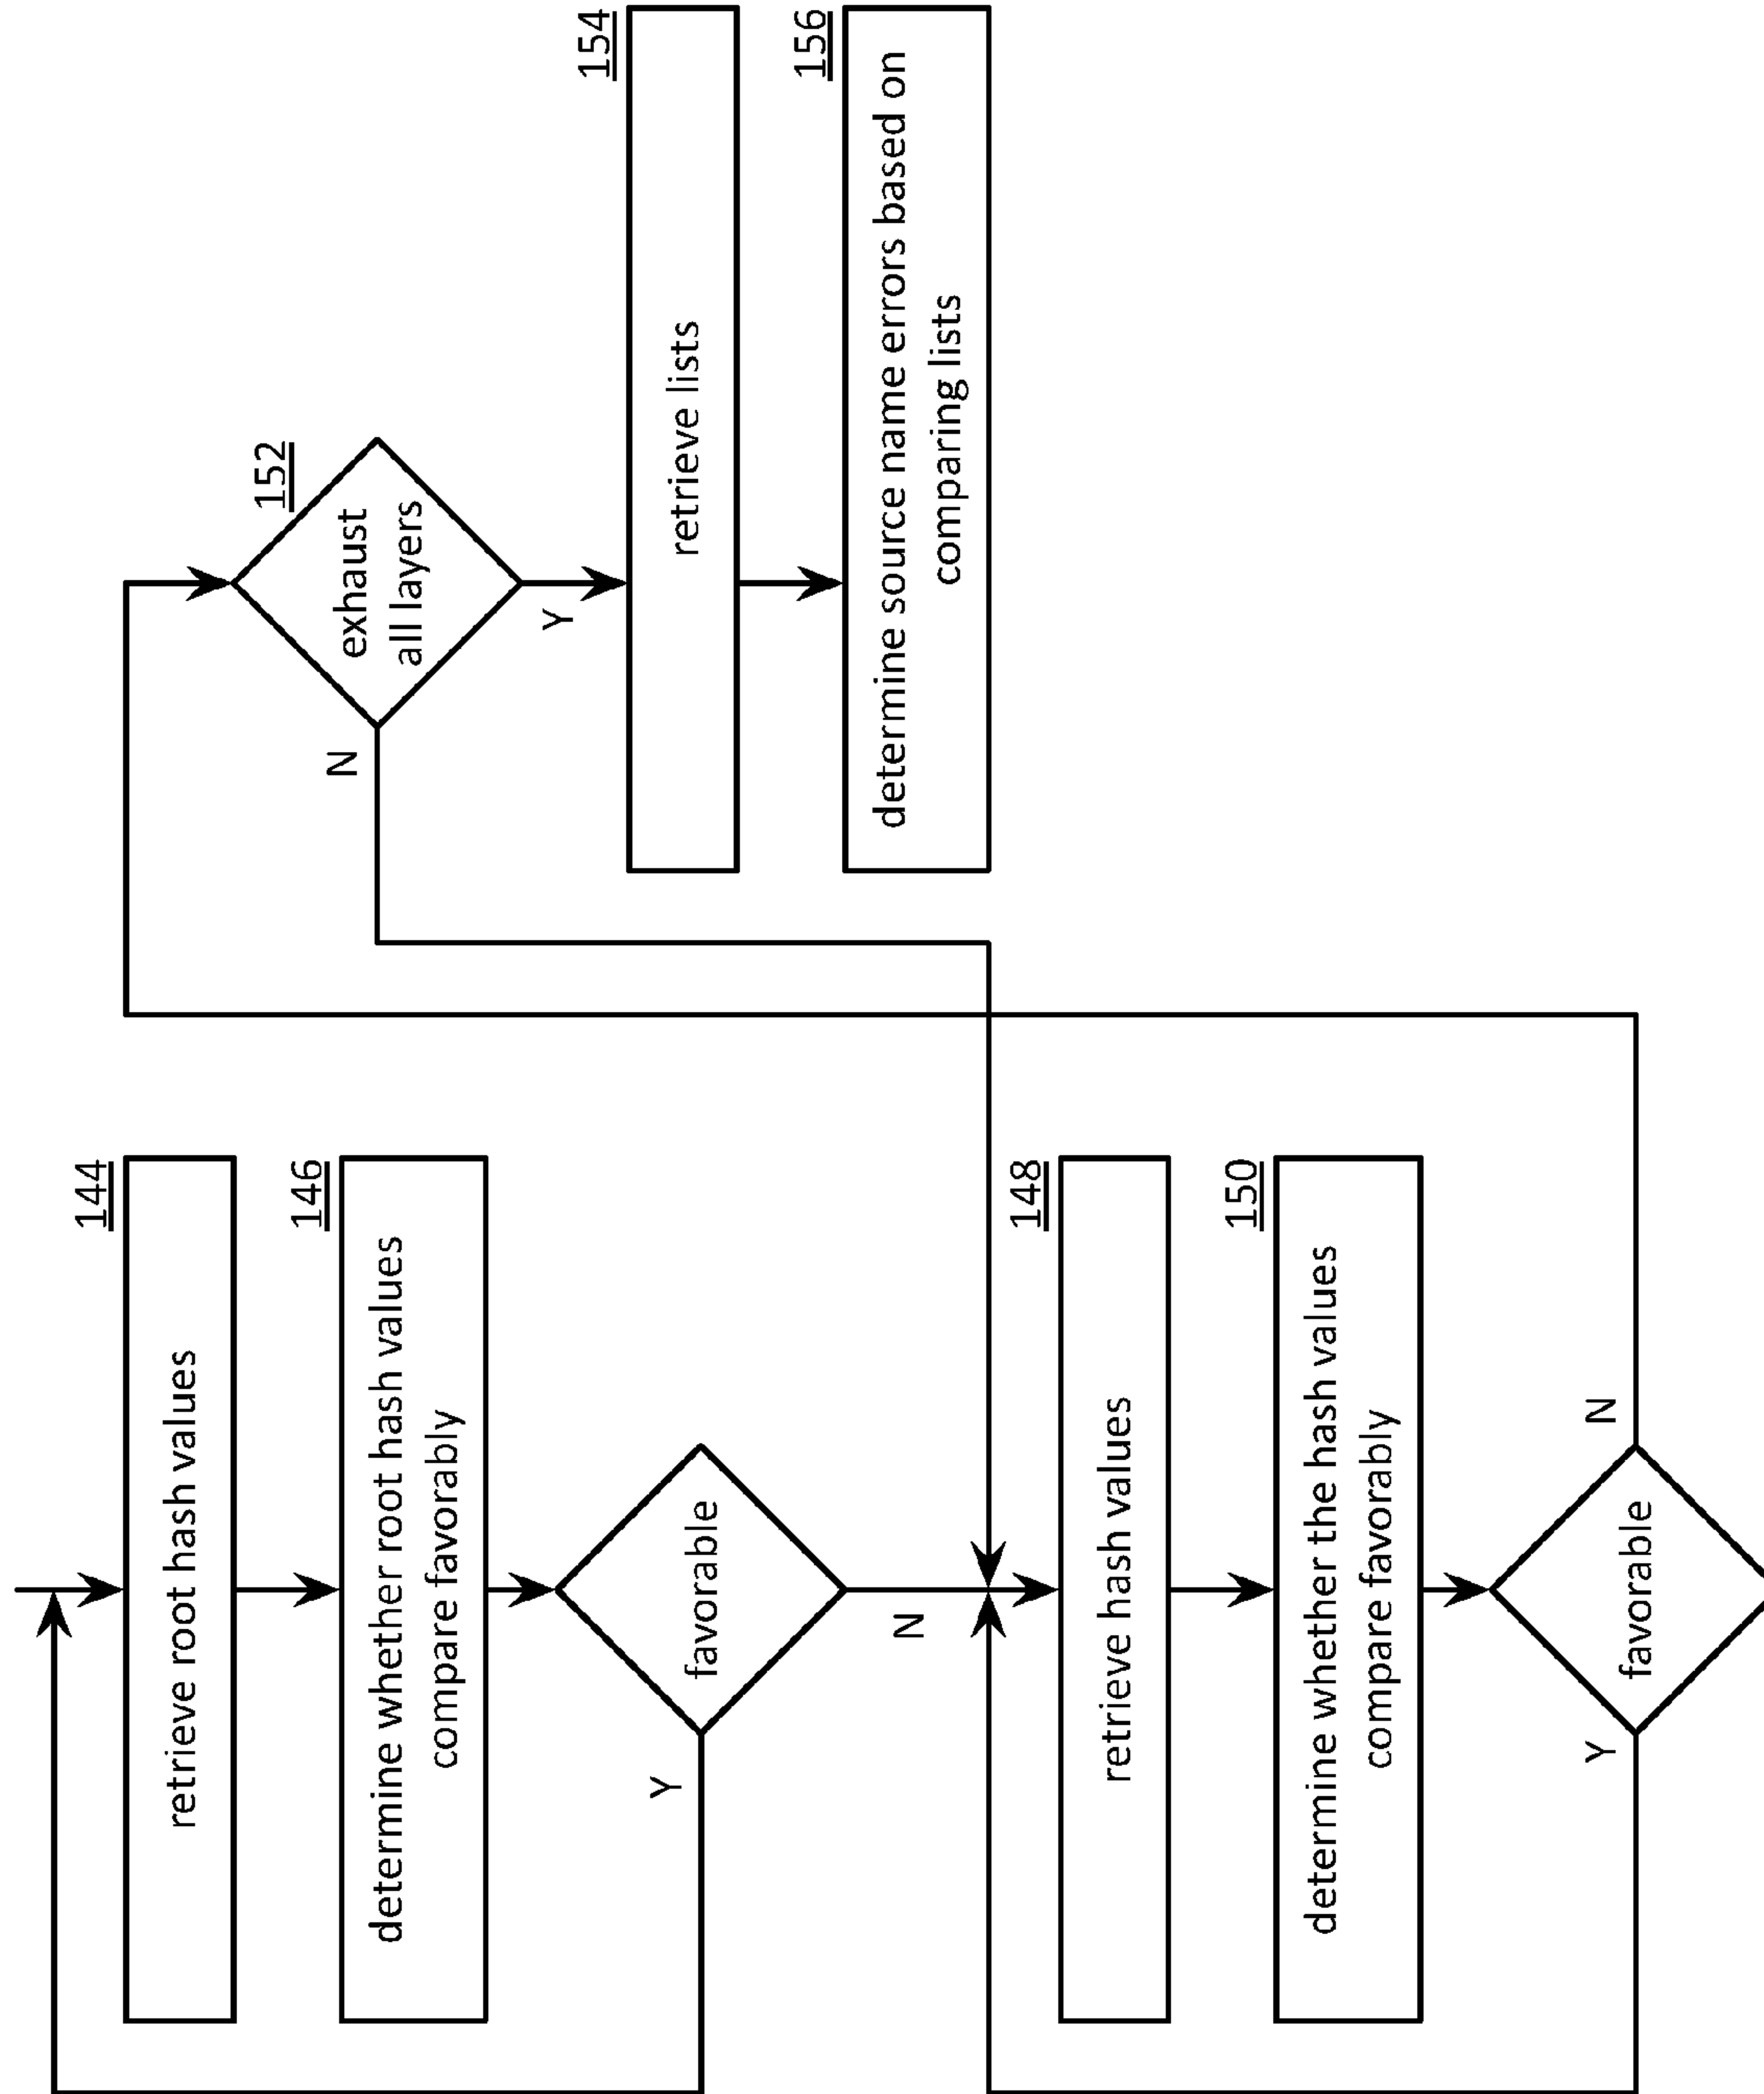 144
retrieve root hash values
146
determine whether root hash values
compare favorably
favorable
Y
N
148
retrieve hash values
150
determine whether the hash values
compare favorably
favorable
Y
N
152
exhaust
all layers
N
Y
154
retrieve lists
156
determine source name errors based on
comparing lists